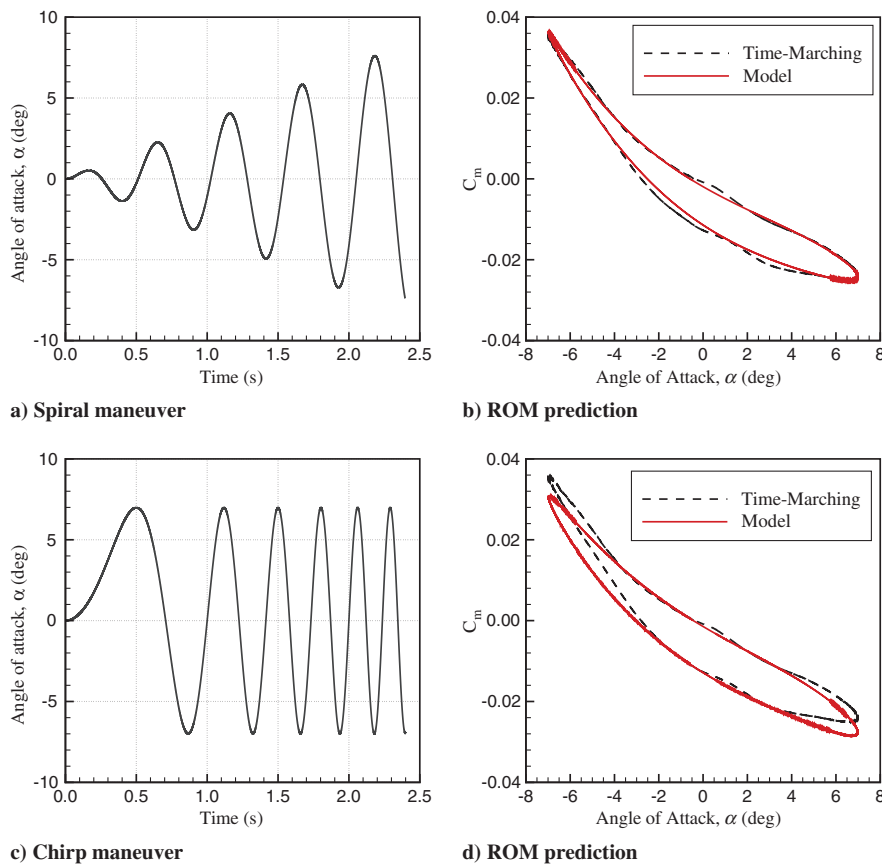 10
5
0
-5
-10
Angle of attack, α (deg)
0.0 0.5 1.0 1.5 2.0 2.5
Time (s)
a) Spiral maneuver
0.04
0.02
0.00
-0.02
-0.04
Cm
Time-Marching
Model
-8 -6 -4 -2 0 2 4 6 8
Angle of Attack, α (deg)
b) ROM prediction
10
5
0
-5
-10
Angle of attack, α (deg)
0.0 0.5 1.0 1.5 2.0 2.5
Time (s)
c) Chirp maneuver
0.04
0.02
0.00
-0.02
-0.04
Cm
Time-Marching
Model
-8 -6 -4 -2 0 2 4 6 8
Angle of Attack, α (deg)
d) ROM prediction